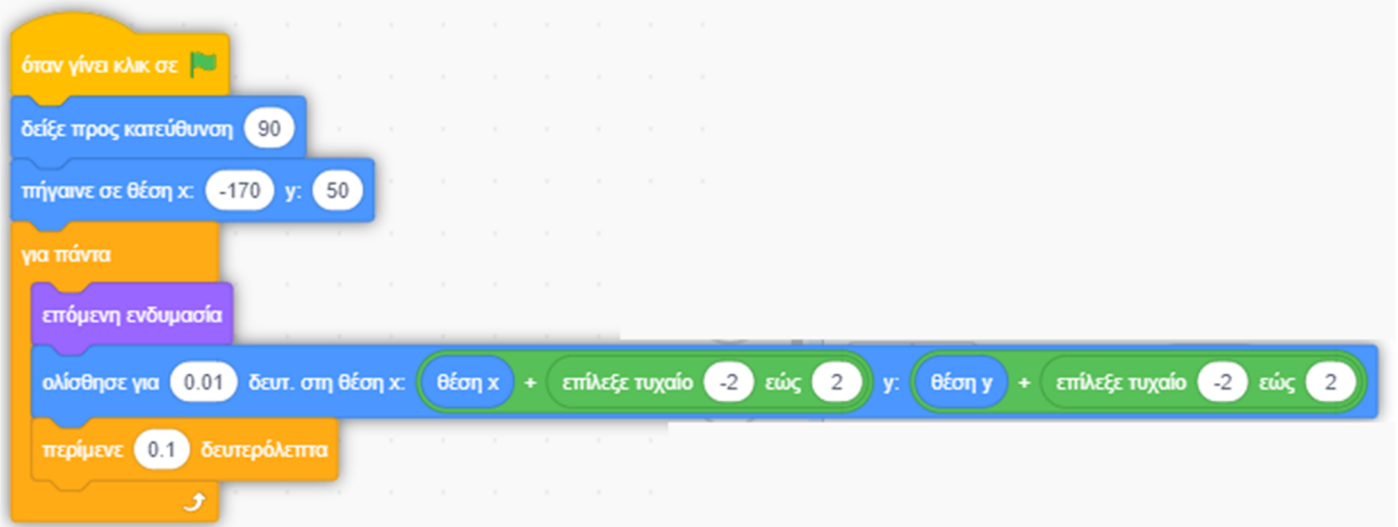 όταν γίνει κλικ σε
δείξε προς κατεύθυνση 90
πήγαινε σε θέση x: -170 y: 50
για πάντα
επόμενη ενδυμασία
ολίσθησε για 0.01 δευτ. στη θέση x: θέση x + επίλεξε τυχαίο -2 εώς 2 y: θέση y + επίλεξε τυχαίο -2 εώς 2
περίμενε 0.1 δευτερόλεπτα